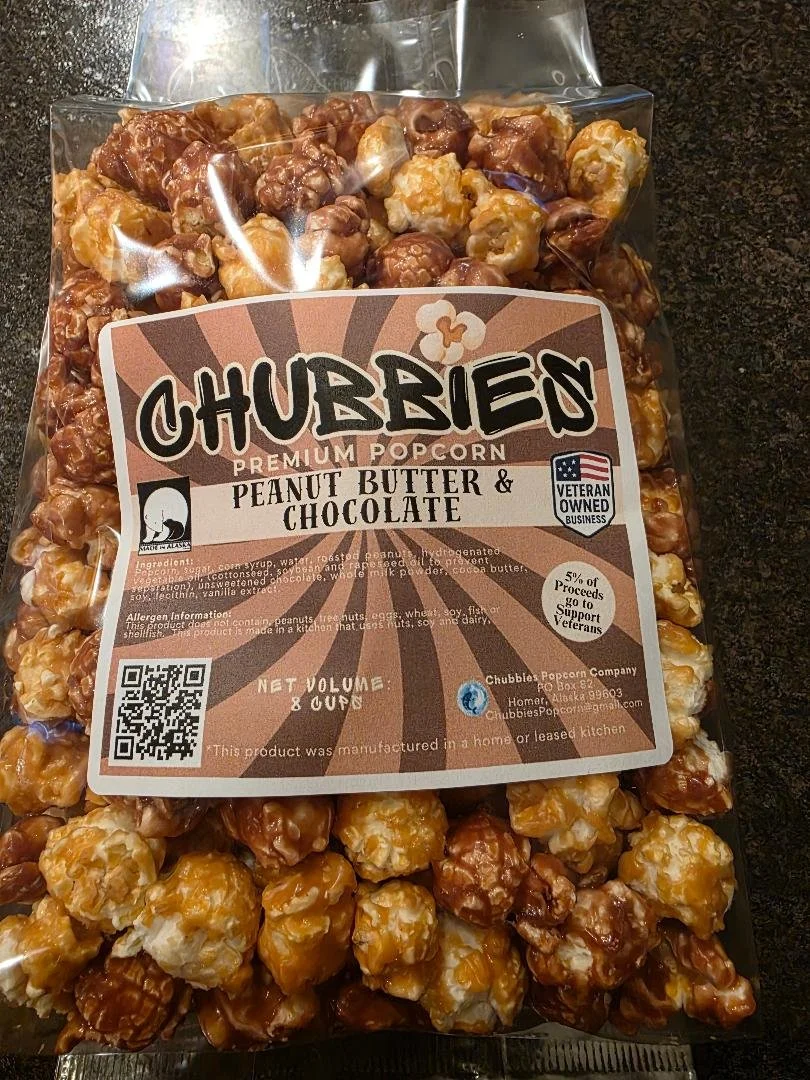 CHUBBIES
PREMIUM POPCORN
PEANUT BUTTER &
CHOCOLATE
MADE IN ALASKA
VETERAN
OWNED
BUSINESS
Ingredient:
Popcorn, sugar, corn syrup, water, roasted peanuts, hydrogenated
vegetable oil, (cottonseed, soybean and rapeseed oil to prevent
separation), unsweetened chocolate, whole milk powder, cocoa butter,
soy, lecithin, vanilla extract.
5% of
Proceeds
go to
Support
Veterans
Allergen Information:
This product does not contain, peanuts, tree nuts, eggs, wheat, soy, fish or
shellfish. This product is made in a kitchen that uses nuts, soy and dairy.
NET VOLUME:
8 CUPS
Chubbies Popcorn Company
PO Box 82
Homer, Alaska 99603
ChubbiesPopcorn@gmail.com
*This product was manufactured in a home or leased kitchen